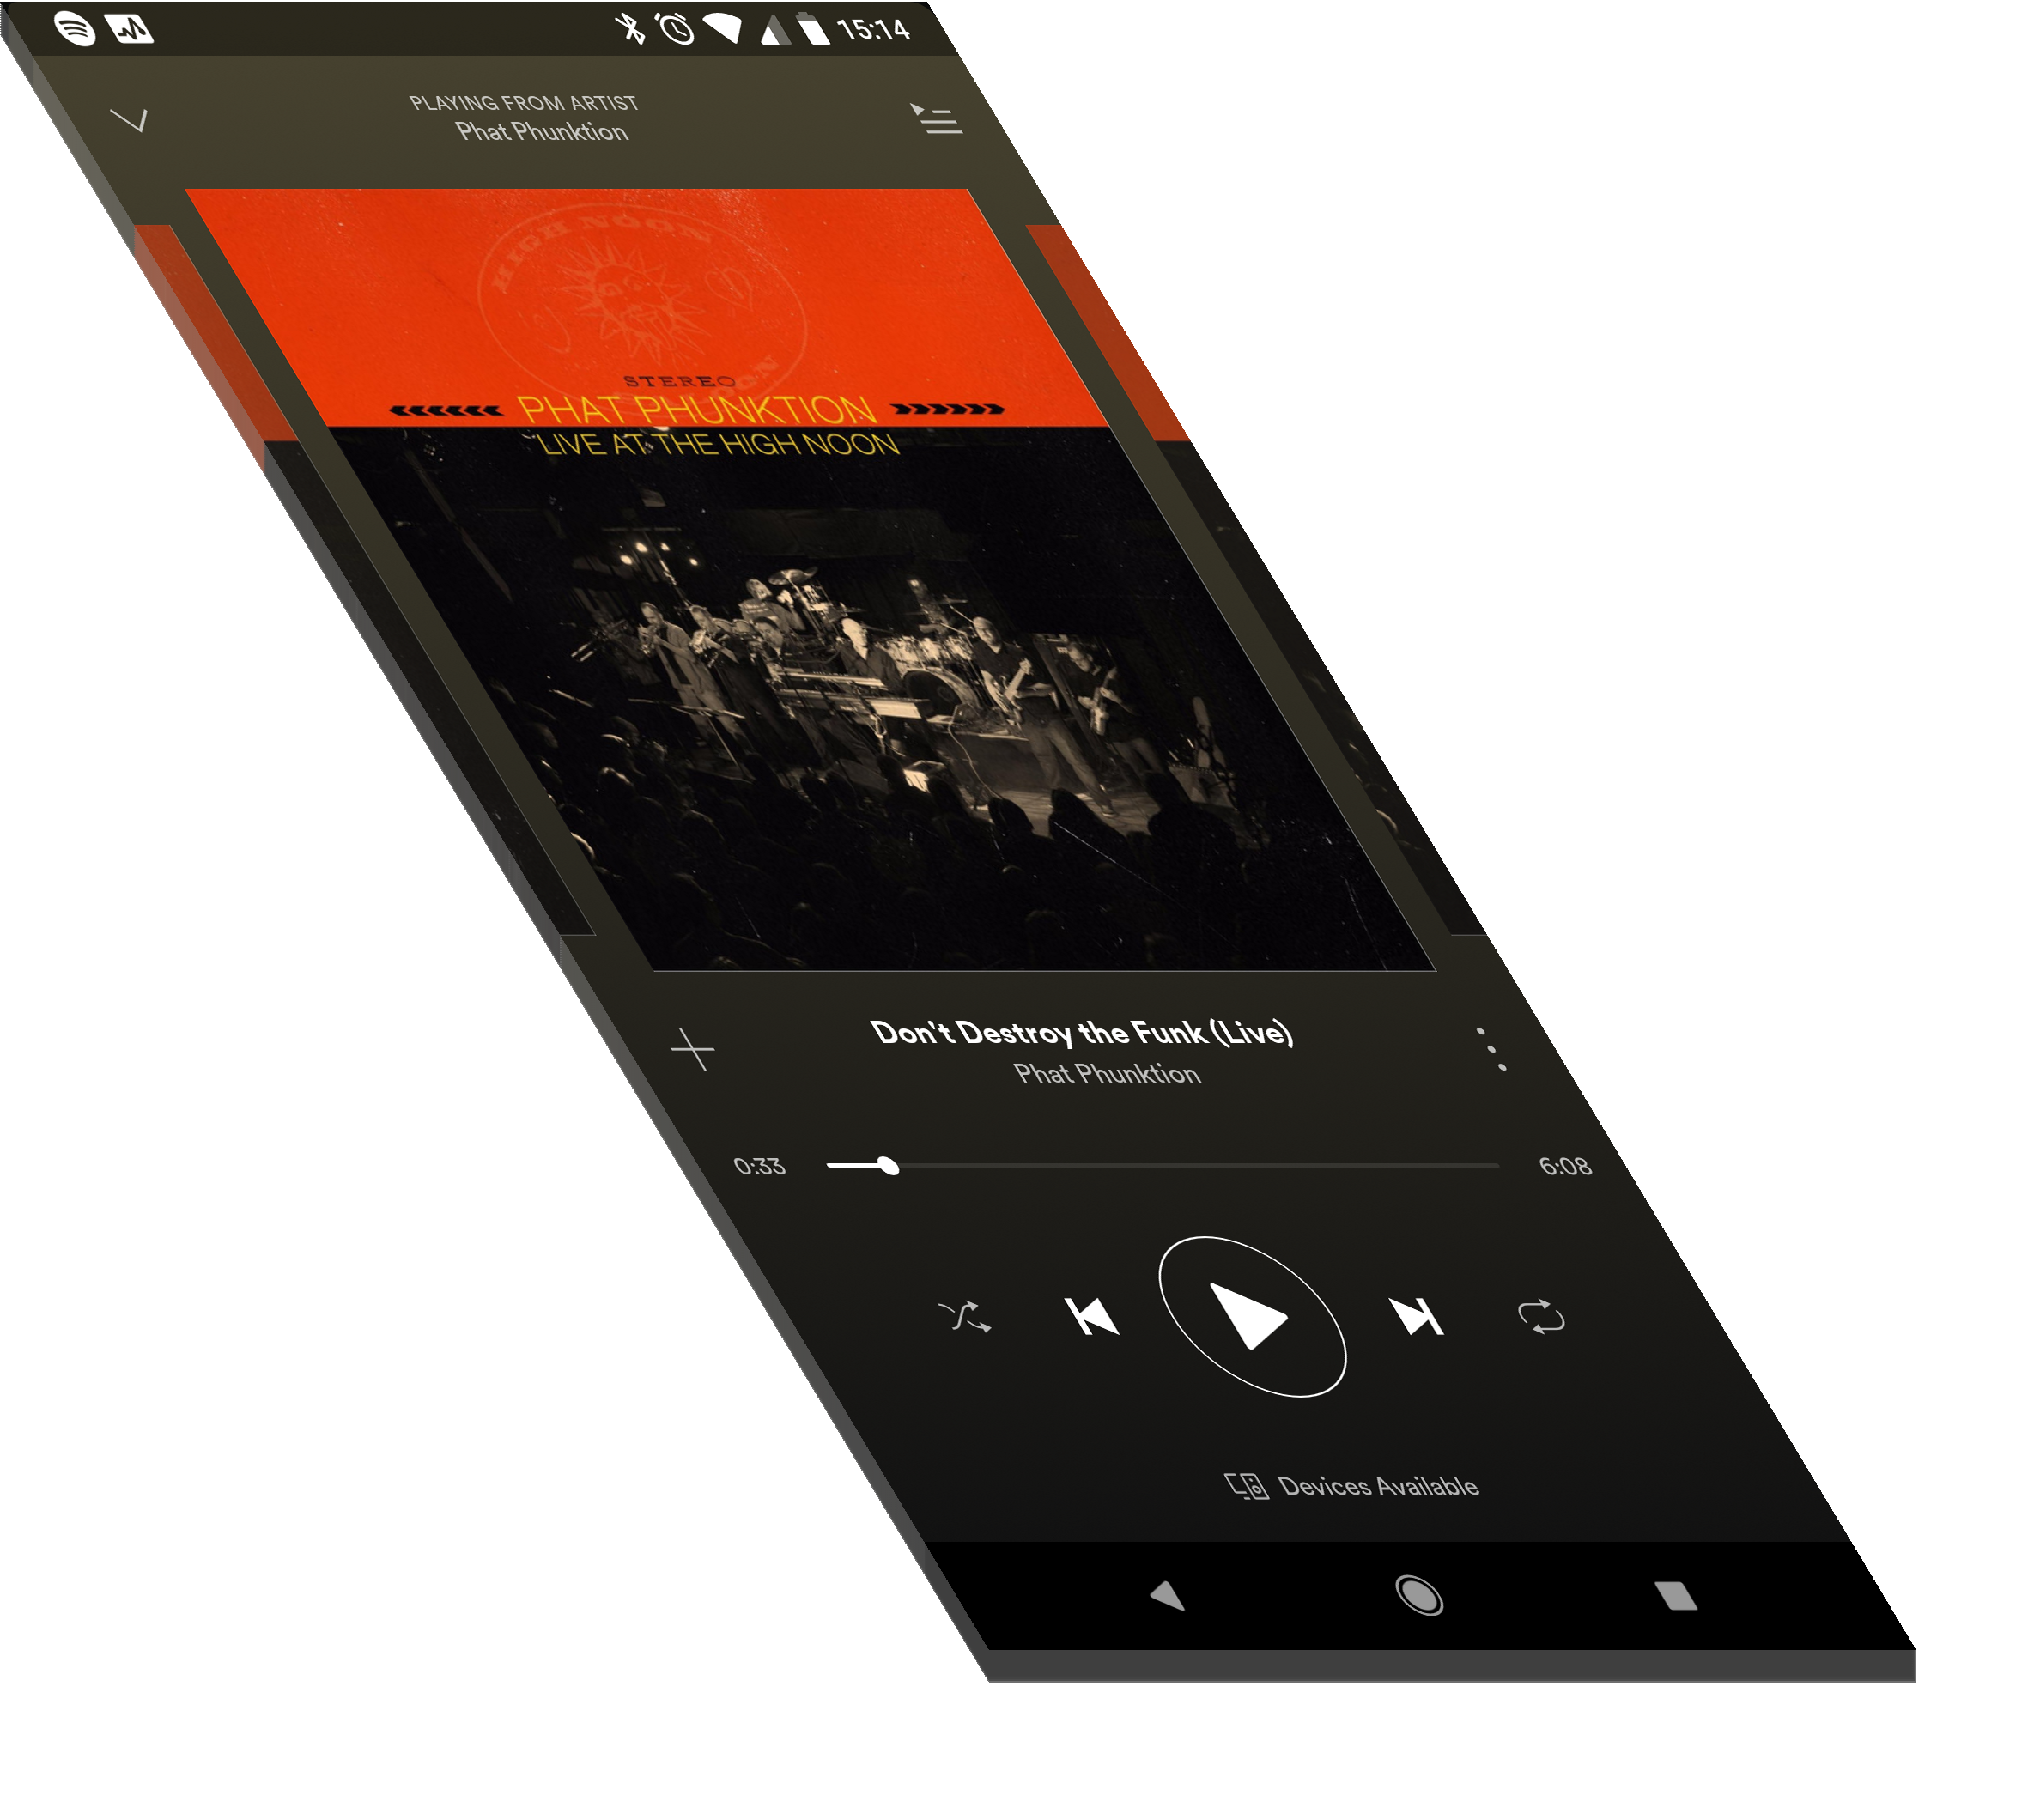 15:14
PLAYING FROM ARTIST
Phat Phunktion
HIGH NOON
STEREO
PHAT PHUNKTION
LIVE AT THE HIGH NOON
Don't Destroy the Funk (Live)
Phat Phunktion
0:33
6:08
Devices Available